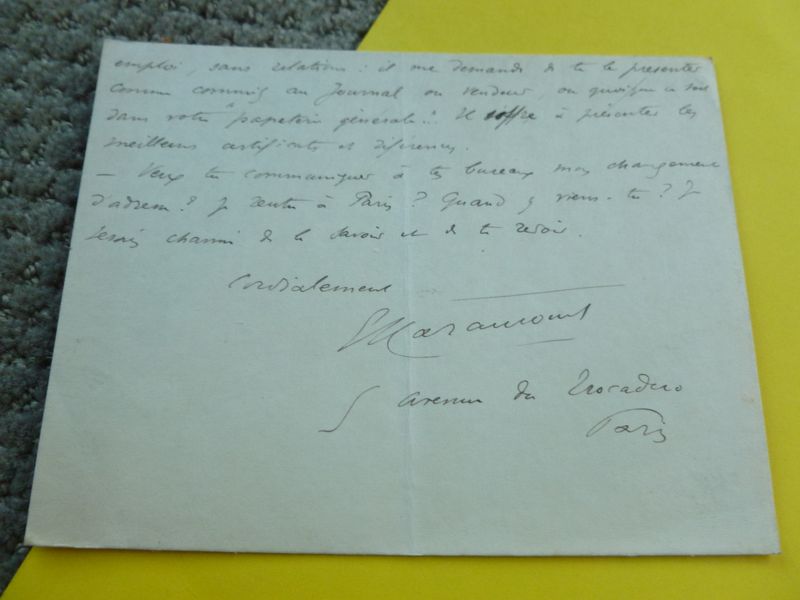 emploi, sans relations : il me demande de te le présenter
comme commis au Journal ou vendeur, ou quoique ce soit
dans votre "papeterie générale". Il offre à présenter les
meilleurs certificats et références.
— Veux tu communiquer à tes bureaux mon changement
d'adresse ? Je rentre à Paris ? Quand y viens-tu ? Je
serais charmé de le savoir et de te revoir.
Cordialement
avenue du Trocadero
Paris